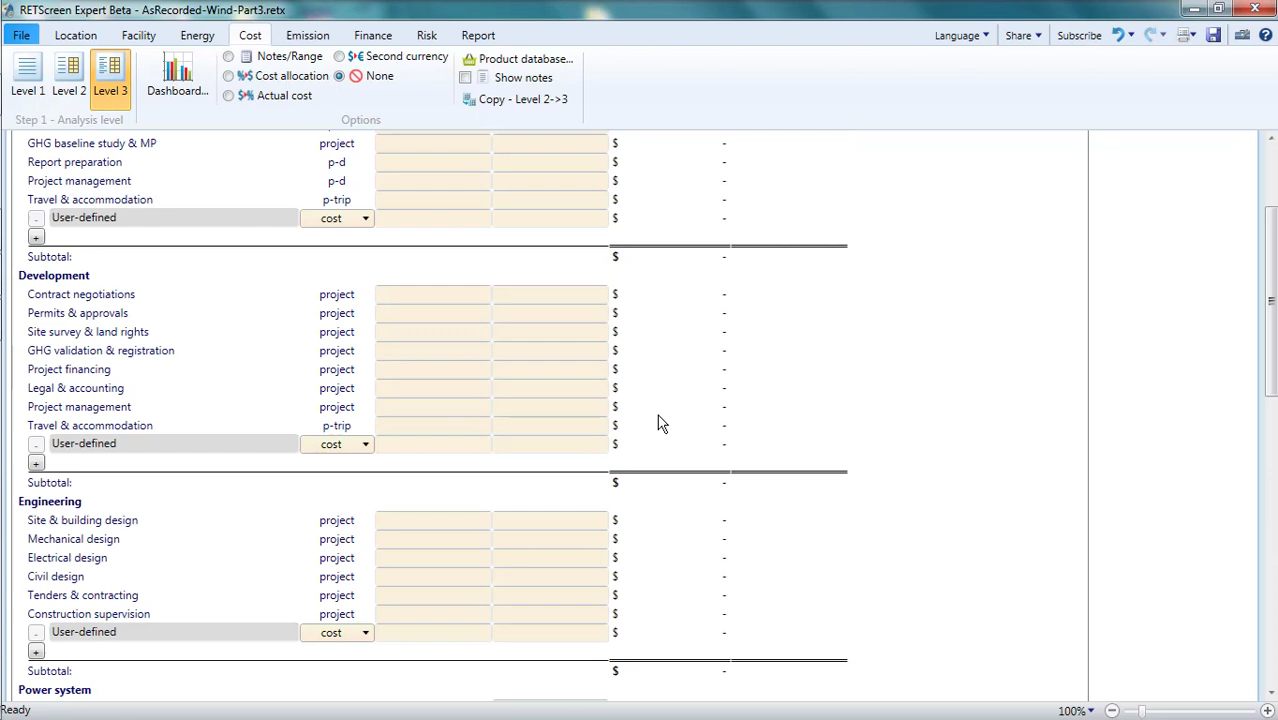 RETScreen Expert Beta - AsRecorded-Wind-Part3.retx
File Location Facility Energy Cost Emission Finance Risk Report Language Share Subscribe
Level 1 Level 2 Level 3 Dashboard...
Notes/Range $€ Second currency
%$ Cost allocation None
$% Actual cost
Product database...
Show notes
Copy - Level 2->3
Step 1 - Analysis level Options
GHG baseline study & MP project $ -
Report preparation p-d $ -
Project management p-d $ -
Travel & accommodation p-trip $ -
- User-defined cost $ -
+
Subtotal: $ -
Development
Contract negotiations project $ -
Permits & approvals project $ -
Site survey & land rights project $ -
GHG validation & registration project $ -
Project financing project $ -
Legal & accounting project $ -
Project management project $ -
Travel & accommodation p-trip $ -
- User-defined cost $ -
+
Subtotal: $ -
Engineering
Site & building design project $ -
Mechanical design project $ -
Electrical design project $ -
Civil design project $ -
Tenders & contracting project $ -
Construction supervision project $ -
- User-defined cost $ -
+
Subtotal: $ -
Power system
Ready 100%